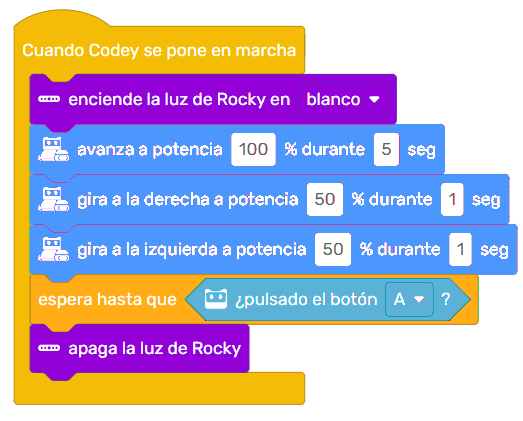 Cuando Codey se pone en marcha
enciende la luz de Rocky en blanco
avanza a potencia 100 % durante 5 seg
gira a la derecha a potencia 50 % durante 1 seg
gira a la izquierda a potencia 50 % durante 1 seg
espera hasta que ¿pulsado el botón A ?
apaga la luz de Rocky